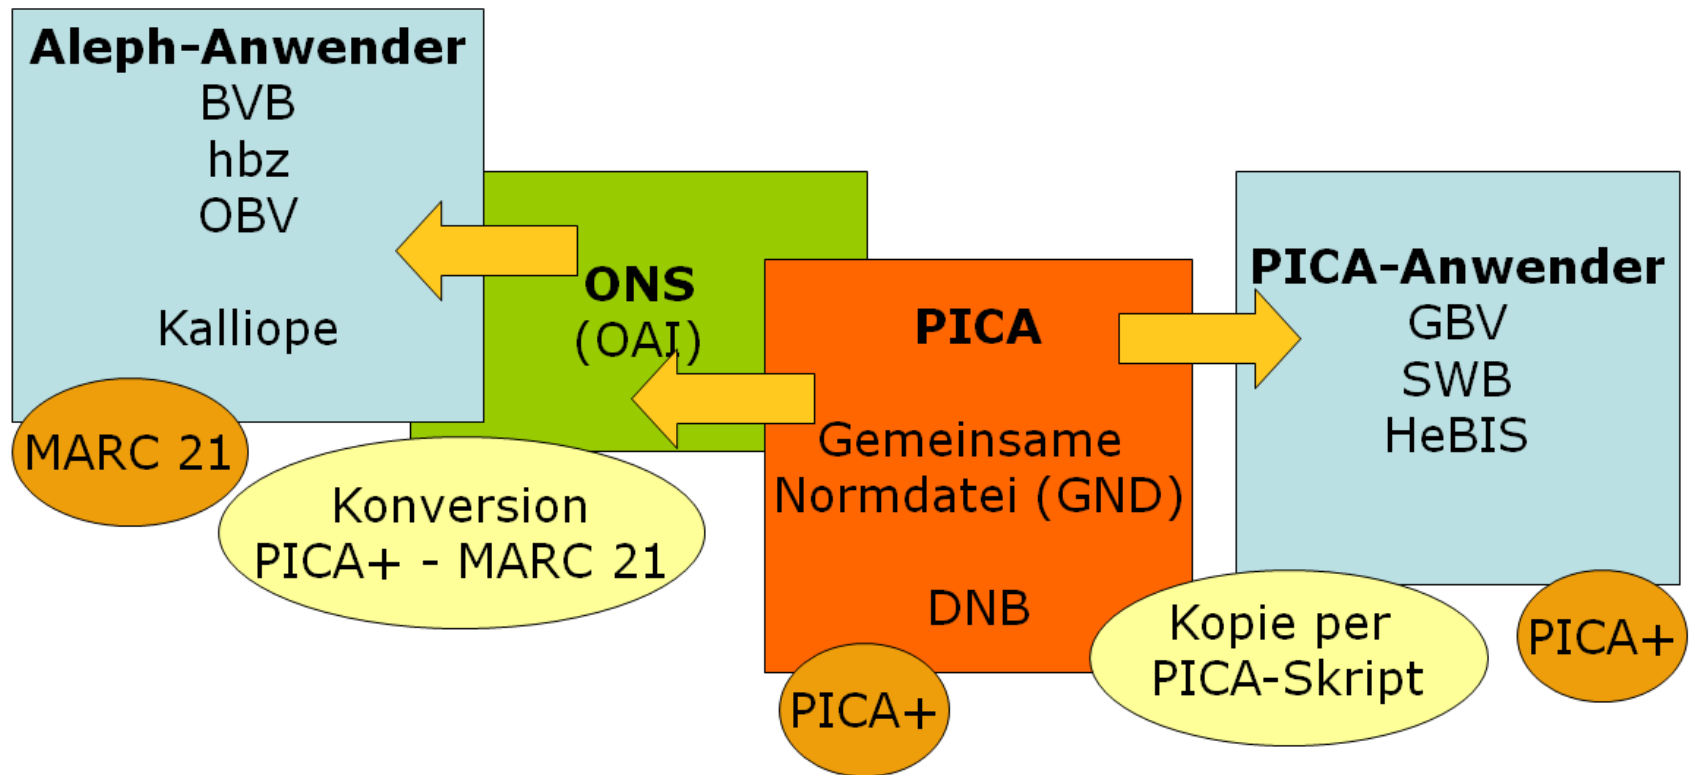 Aleph-Anwender
BVB
hbz
OBV
Kalliope
MARC 21
ONS
(OAI)
Konversion
PICA+ - MARC 21
PICA
Gemeinsame
Normdatei (GND)
DNB
PICA+
PICA-Anwender
GBV
SWB
HeBIS
Kopie per
PICA-Skript
PICA+